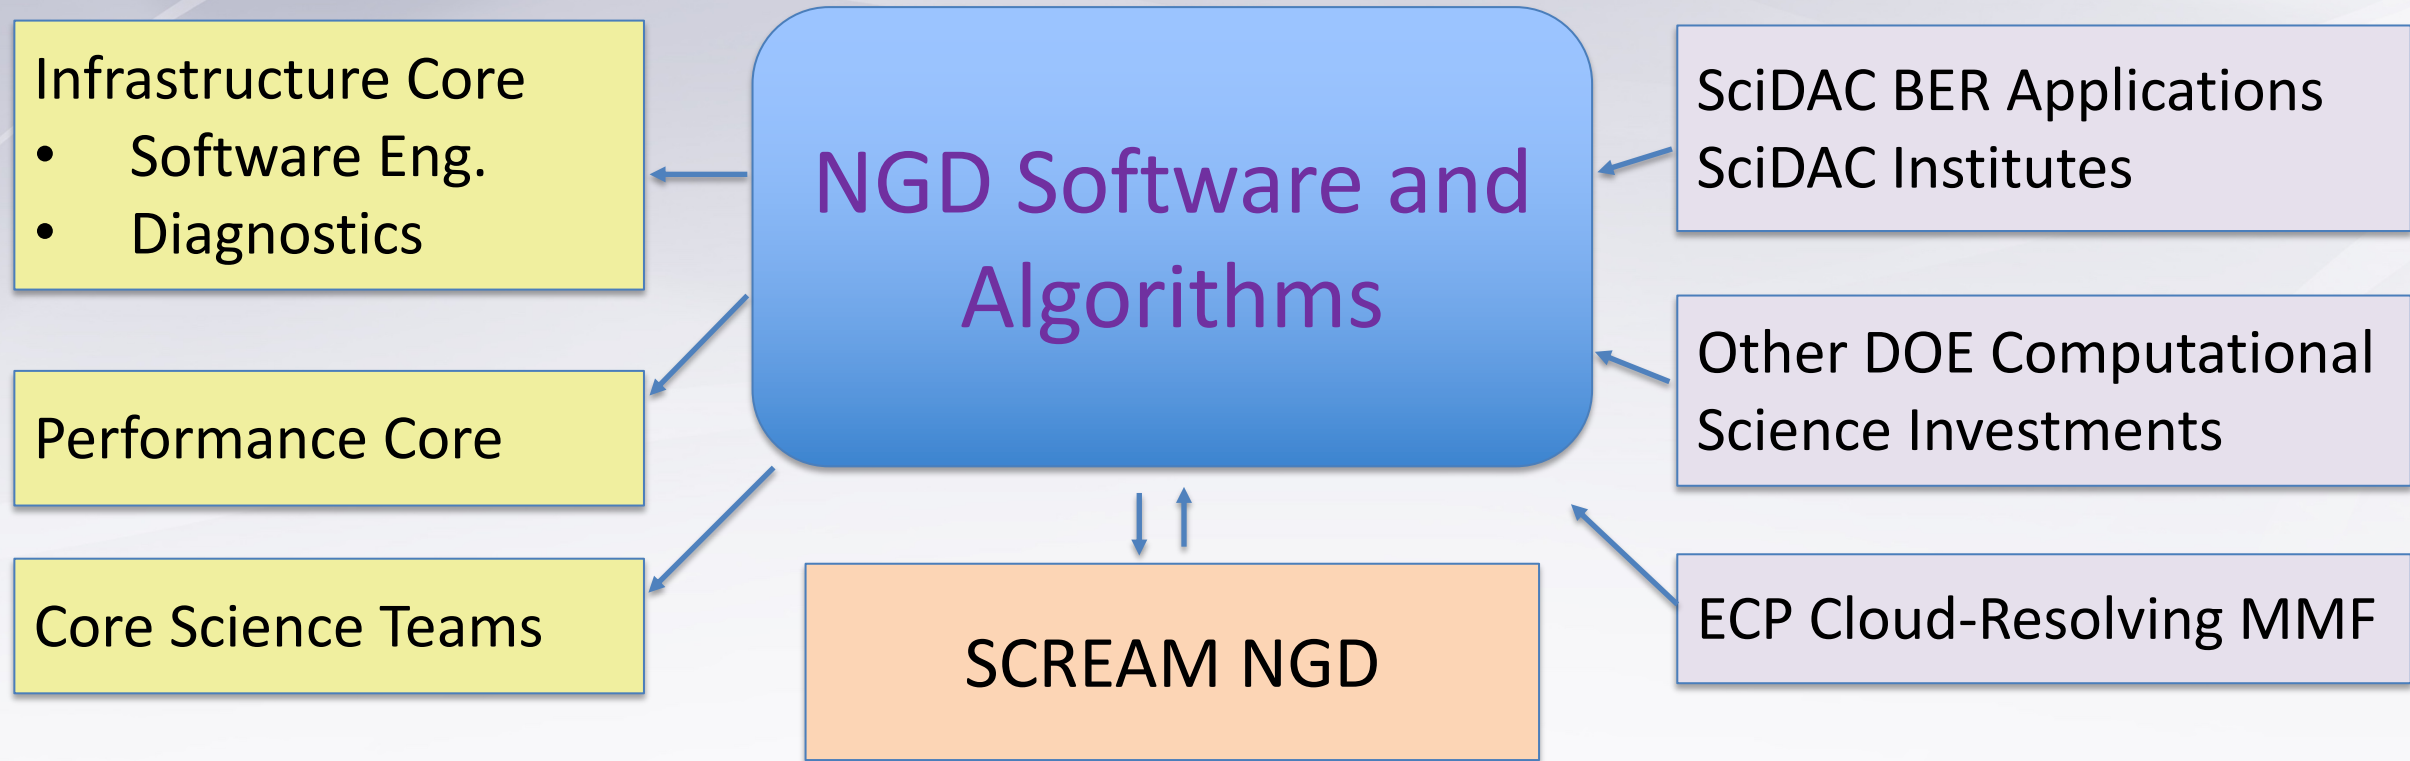 Infrastructure Core
• Software Eng.
• Diagnostics
Performance Core
Core Science Teams
NGD Software and
Algorithms
SCREAM NGD
SciDAC BER Applications
SciDAC Institutes
Other DOE Computational
Science Investments
ECP Cloud-Resolving MMF